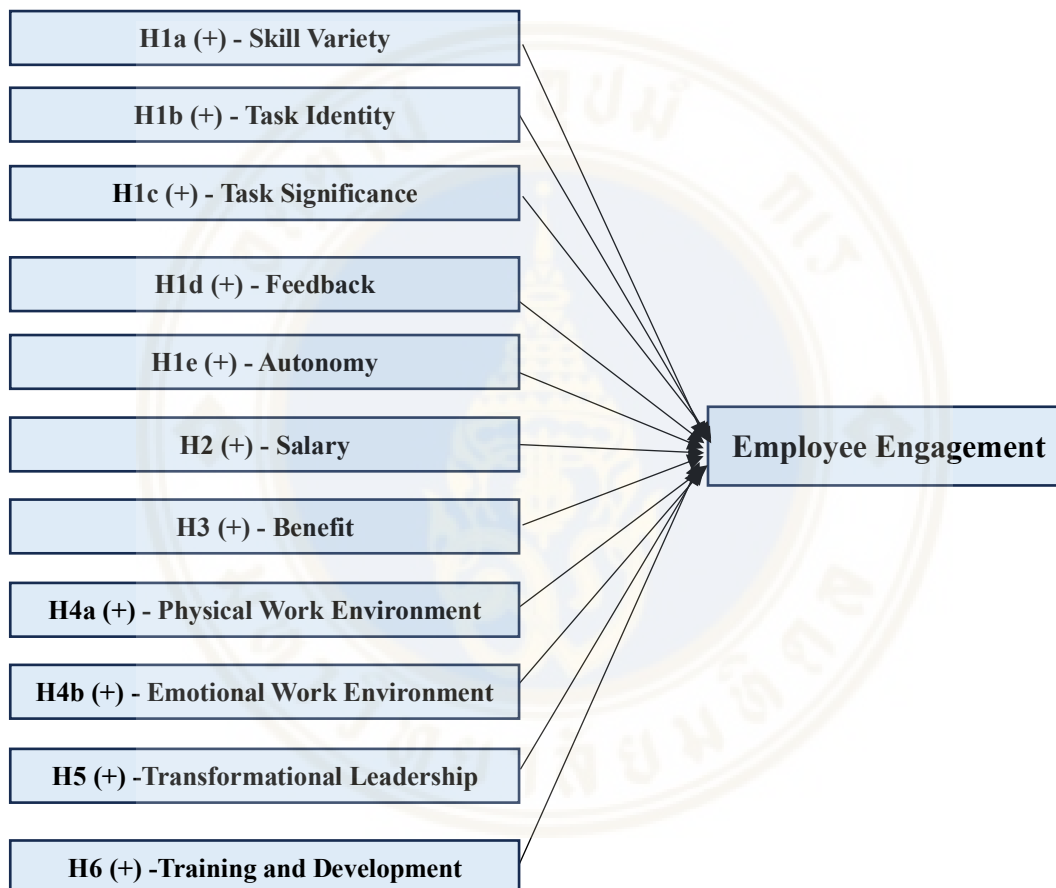 H1a (+) - Skill Variety
H1b (+) - Task Identity
H1c (+) - Task Significance
H1d (+) - Feedback
H1e (+) - Autonomy
H2 (+) - Salary
Employee Engagement
H3 (+) - Benefit
H4a (+) - Physical Work Environment
H4b (+) - Emotional Work Environment
H5 (+) -Transformational Leadership
H6 (+) -Training and Development